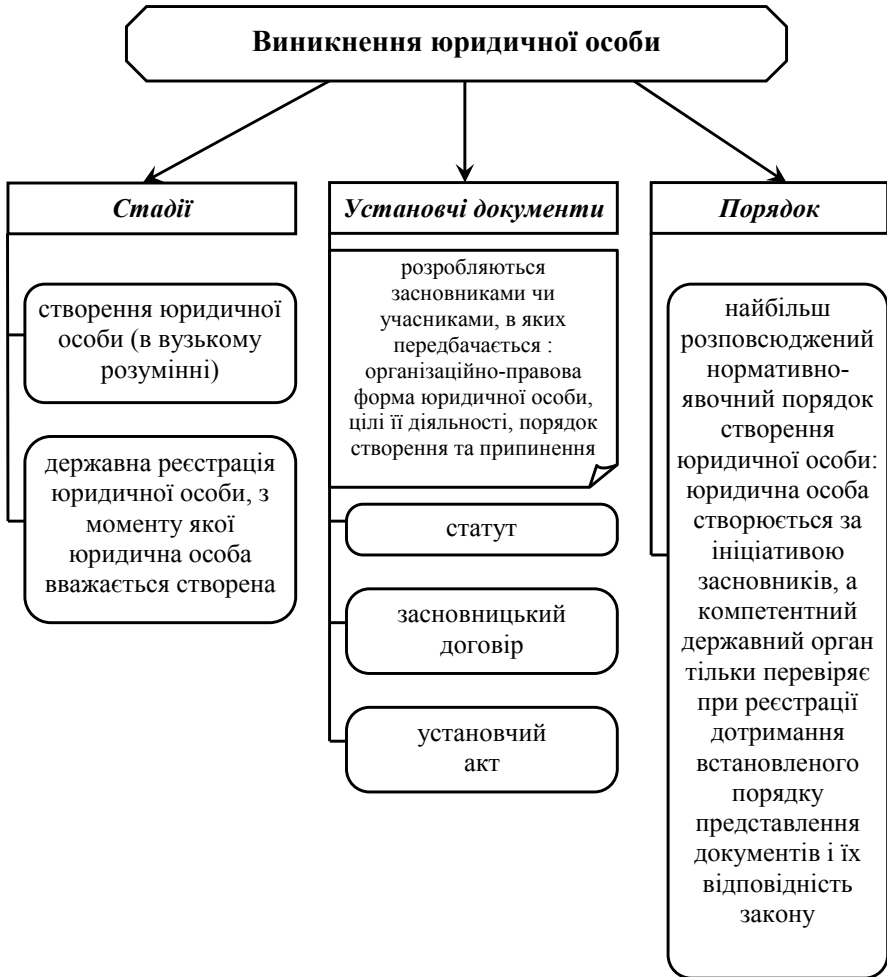 Виникнення юридичної особи
Стадії
створення юридичної
особи (в вузькому
розумінні)
державна реєстрація
юридичної особи, з
моменту якої
юридична особа
вважається створена
Установчі документи
розробляються
засновниками чи
учасниками, в яких
передбачається :
організаційно-правова
форма юридичної особи,
цілі її діяльності, порядок
створення та припинення
статут
засновницький
договір
установчий
акт
Порядок
найбільш
розповсюджений
нормативно-
явочний порядок
створення
юридичної особи:
юридична особа
створюється за
ініціативою
засновників, а
компетентний
державний орган
тільки перевіряє
при реєстрації
дотримання
встановленого
порядку
представлення
документів і їх
відповідність
закону